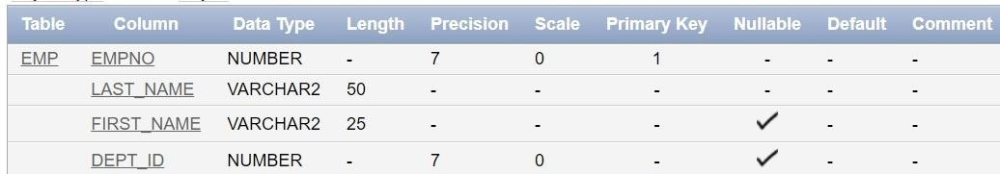 Table Column Data Type Length Precision Scale Primary Key Nullable Default Comment
EMP EMPNO NUMBER - 7 0 1 - - -
LAST_NAME VARCHAR2 50 - - - - - -
FIRST_NAME VARCHAR2 25 - - - ✓ - -
DEPT_ID NUMBER - 7 0 - ✓ - -